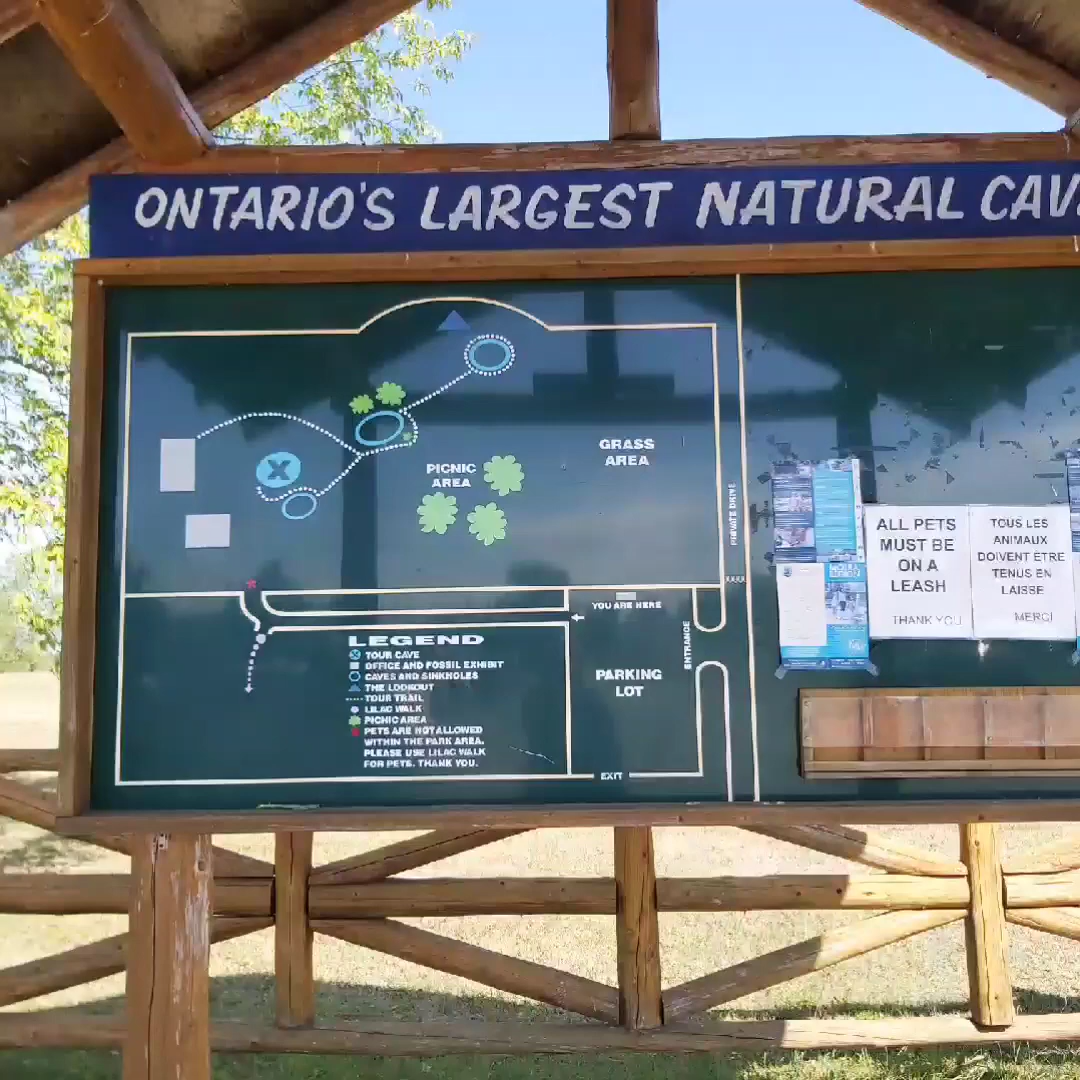 ONTARIO'S LARGEST NATURAL CAV
GRASS
AREA
PICNIC
AREA
X
PRIVATE DRIVE
YOU ARE HERE
ENTRANCE
PARKING
LOT
EXIT
LEGEND
X TOUR CAVE
OFFICE AND FOSSIL EXHIBIT
CAVES AND SINKHOLES
THE LOOKOUT
TOUR TRAIL
LILAC WALK
PICNIC AREA
PETS ARE NOT ALLOWED
WITHIN THE PARK AREA.
PLEASE USE LILAC WALK
FOR PETS. THANK YOU.
ALL PETS
MUST BE
ON A
LEASH
THANK YOU
TOUS LES
ANIMAUX
DOIVENT ETRE
TENUS EN
LAISSE
MERCI